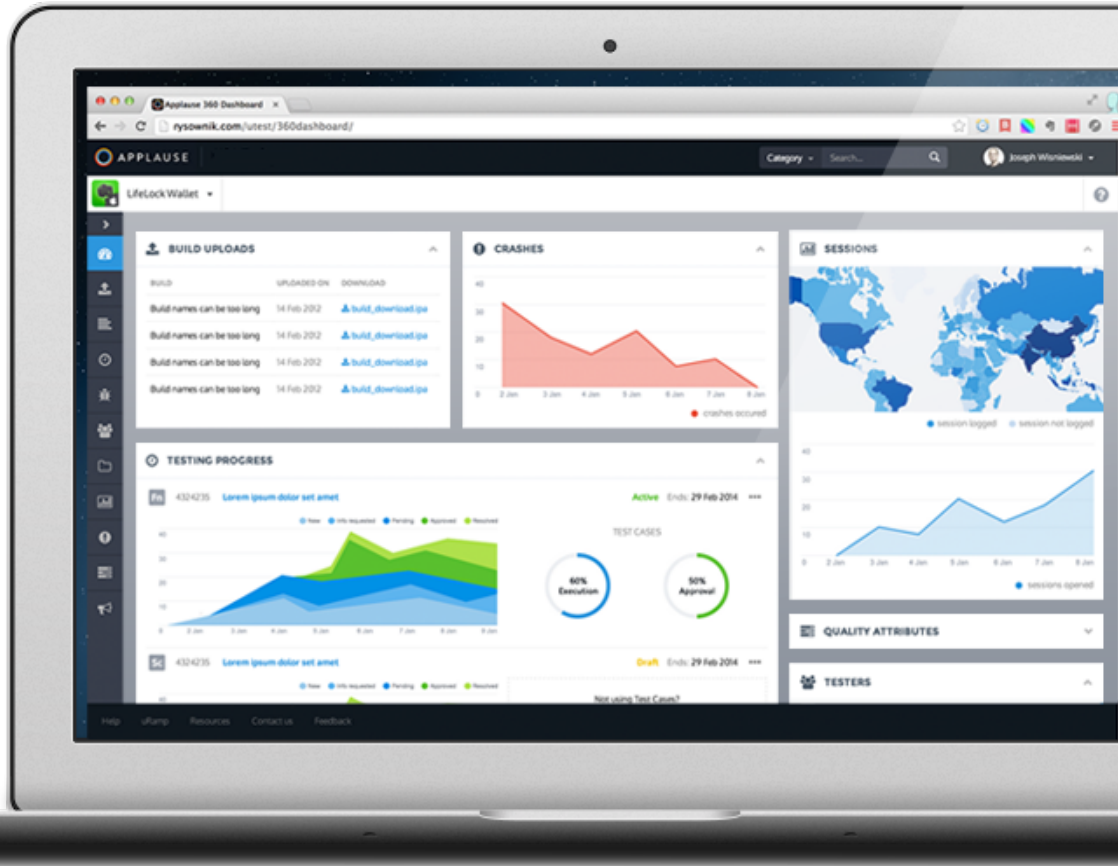 Applause 360 Dashboard
rysownik.com/utest/360dashboard/
APPLAUSE
Category
Search...
Joseph Wisniewski
LifeLock Wallet
BUILD UPLOADS
BUILD UPLOADED ON DOWNLOAD
Buld names can be too long 14 Feb 2012 build_download.ipa
Buld names can be too long 14 Feb 2012 build_download.ipa
Buld names can be too long 14 Feb 2012 build_download.ipa
Buld names can be too long 14 Feb 2012 build_download.ipa
CRASHES
40
30
20
10
0 2 Jan 3 Jan 4 Jan 5 Jan 6 Jan 7 Jan 8 Jan
crashes occured
SESSIONS
session logged session not logged
40
30
20
10
0 2 Jan 3 Jan 4 Jan 5 Jan 6 Jan 7 Jan 8 Jan
sessions opened
TESTING PROGRESS
Fn 4324235 Lorem ipsum dolor set amet Active Ends: 29 Feb 2014
New Info requested Pending Approved Resolved
40
30
20
10
0 2 Jan 3 Jan 4 Jan 5 Jan 6 Jan 7 Jan 8 Jan
TEST CASES
60%
Execution
50%
Approval
Sc 4324235 Lorem ipsum dolor set amet Draft Ends: 29 Feb 2014
New Info requested Pending Approved Resolved
40
Not using Test Cases?
QUALITY ATTRIBUTES
TESTERS
Help uRamp Resources Contact us Feedback